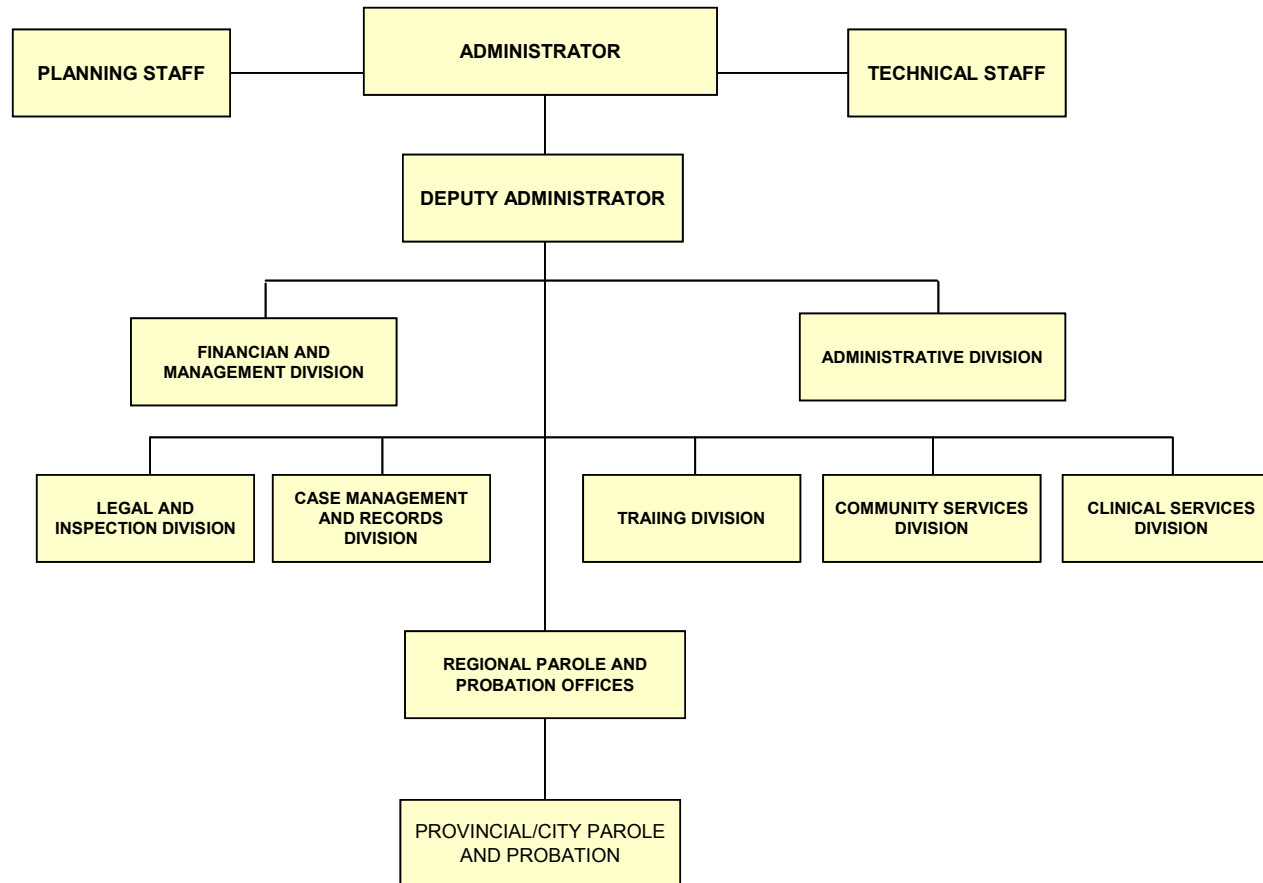 PLANNING STAFF
ADMINISTRATOR
TECHNICAL STAFF
DEPUTY ADMINISTRATOR
FINANCIAN AND
MANAGEMENT DIVISION
ADMINISTRATIVE DIVISION
LEGAL AND
INSPECTION DIVISION
CASE MANAGEMENT
AND RECORDS
DIVISION
TRAIING DIVISION
COMMUNITY SERVICES
DIVISION
CLINICAL SERVICES
DIVISION
REGIONAL PAROLE AND
PROBATION OFFICES
PROVINCIAL/CITY PAROLE
AND PROBATION